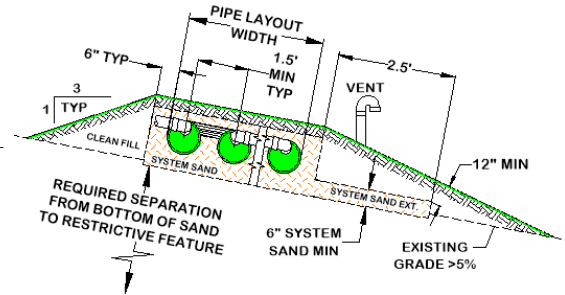 PIPE LAYOUT
WIDTH
6" TYP
1.5'
MIN
TYP
2.5'
VENT
3
1
TYP
CLEAN FILL
SYSTEM SAND
12" MIN
SYSTEM SAND EXT.
REQUIRED SEPARATION
FROM BOTTOM OF SAND
TO RESTRICTIVE FEATURE
6" SYSTEM
SAND MIN
EXISTING
GRADE >5%